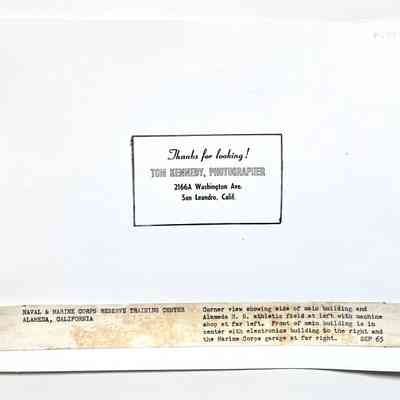 Thanks for looking!
TOM KENNEDY, PHOTOGRAPHER
2166A Washington Ave.
San Leandro, Calif.
NAVAL & MARINE CORPS RESERVE TRAINING CENTER
ALAMEDA, CALIFORNIA
Corner view showing side of main building and
Alameda H. S. athletic field at left with machine
shop at far left. Front of main building is in
center with electronics building to the right and
the Marine Corps garage at far right. SEP 65